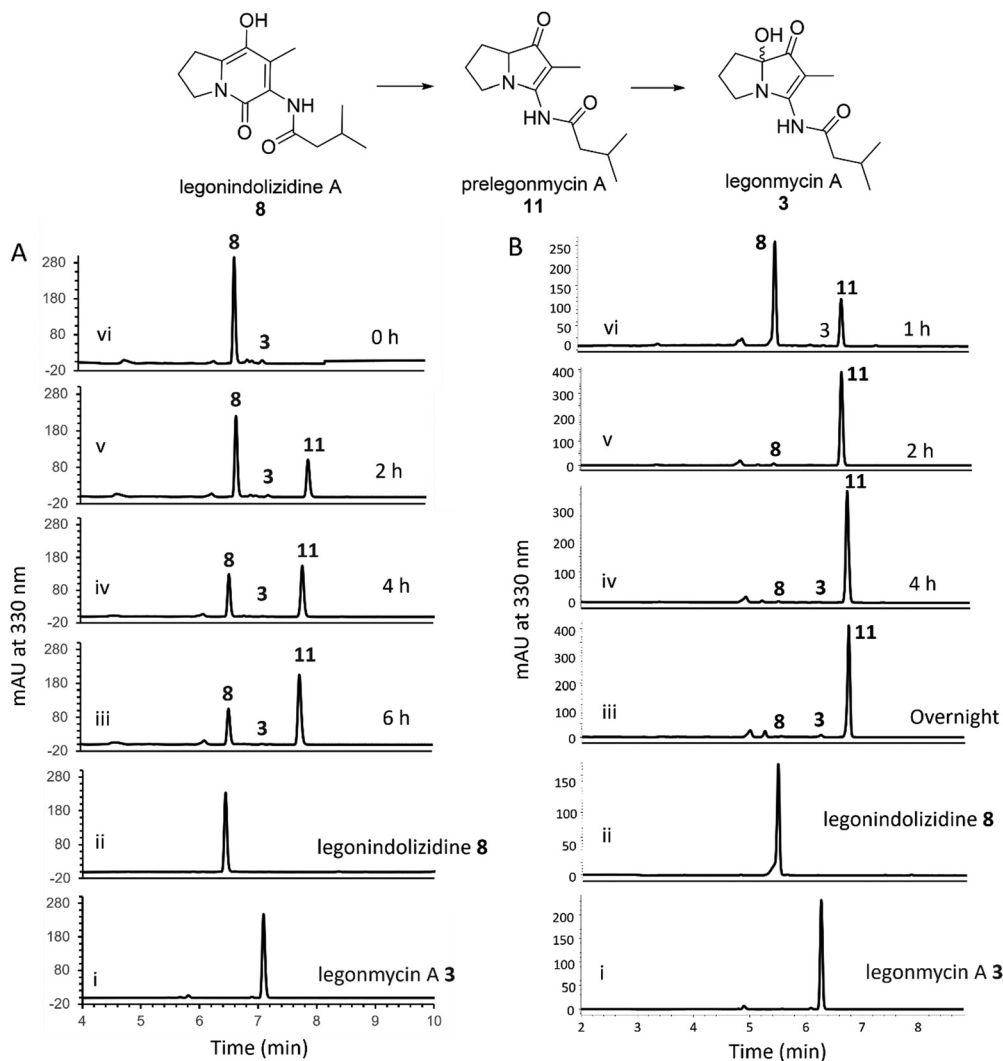 OH
N
O
NH
O
legonindolizidine A
8
O
N
NH
O
prelegonmycin A
11
OH
O
N
NH
O
legonmycin A
3
A
mAU at 330 nm
280
180
80
-20
vi
8
3
0 h
280
180
80
-20
v
8
3
11
2 h
280
180
80
-20
iv
8
3
11
4 h
280
180
80
-20
iii
8
3
11
6 h
280
180
80
-20
ii
legonindolizidine 8
280
180
80
-20
i
legonmycin A 3
4 5 6 7 8 9 10
Time (min)
B
mAU at 330 nm
250
200
150
100
50
0
vi
8
3
11
1 h
400
300
200
100
0
v
8
11
2 h
300
200
100
0
iv
8
3
11
4 h
400
300
200
100
0
iii
8
3
11
Overnight
150
100
50
0
ii
legonindolizidine 8
200
150
100
50
0
i
legonmycin A 3
2 3 4 5 6 7 8
Time (min)